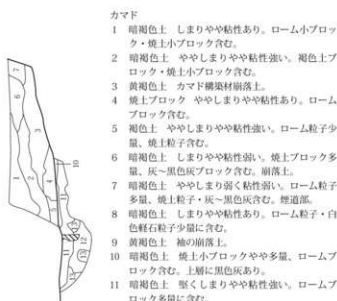 カマド
1 暗褐色土 しまりやや粘性あり。ローム小ブロッ
ク・焼土小ブロック含む。
2 暗褐色土 ややしまりやや粘性強い。褐色土ブ
ロック・焼土小ブロック含む。
3 黄褐色土 カマド構築材崩落土。
4 焼土ブロック ややしまりやや粘性あり。ローム
ブロック含む。
5 褐色土 ややしまりやや粘性強い。ローム粒子少
量、焼土粒子含む。
6 暗褐色土 しまりやや粘性弱い。焼土ブロック多
量、灰～黒色灰ブロック含む。崩落土。
7 暗褐色土 ややしまり弱く粘性弱い。ローム粒子
多量、焼土粒子・灰～黒色灰含む。煙道部。
8 暗褐色土 しまりやや粘性あり。ローム粒子・白
色軽石粒子少量に含む。
9 黄褐色土 袖の崩落土。
10 暗褐色土 焼土小ブロックやや多量、ロームブ
ロック含む。上層に黒色灰あり。
11 暗褐色土 堅くしまりやや粘性強い。ロームブ
ロック多量に含む。
7
6
3
1
2
4
5
10
13
11